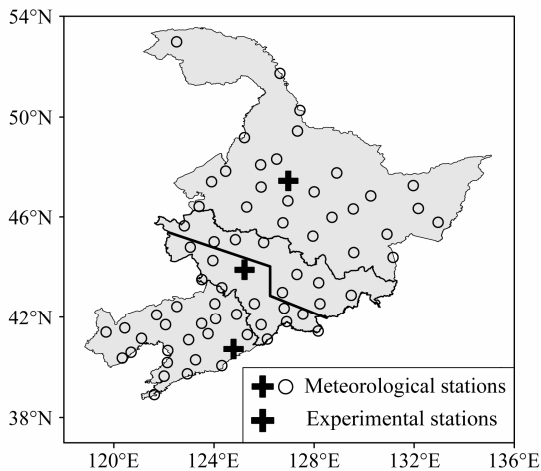 54°N
50°N
46°N
42°N
38°N
Meteorological stations
Experimental stations
120°E 124°E 128°E 132°E 136°E